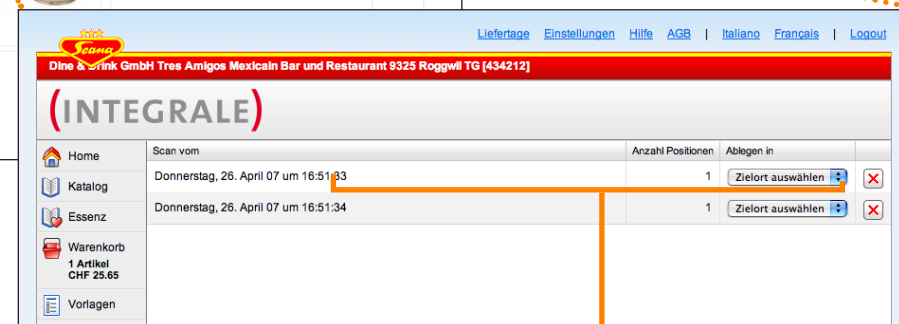 Liefertage Einstellungen Hilfe AGB | Italiano Français | Logout
Scana
Dine & Drink GmbH Tres Amigos Mexicain Bar und Restaurant 9325 Roggwil TG [434212]
(INTEGRALE)
Home
Katalog
Essenz
Warenkorb
1 Artikel
CHF 25.65
Vorlagen
Scan vom Anzahl Positionen Ablegen in
Donnerstag, 26. April 07 um 16:51:33 1 Zielort auswählen
Donnerstag, 26. April 07 um 16:51:34 1 Zielort auswählen